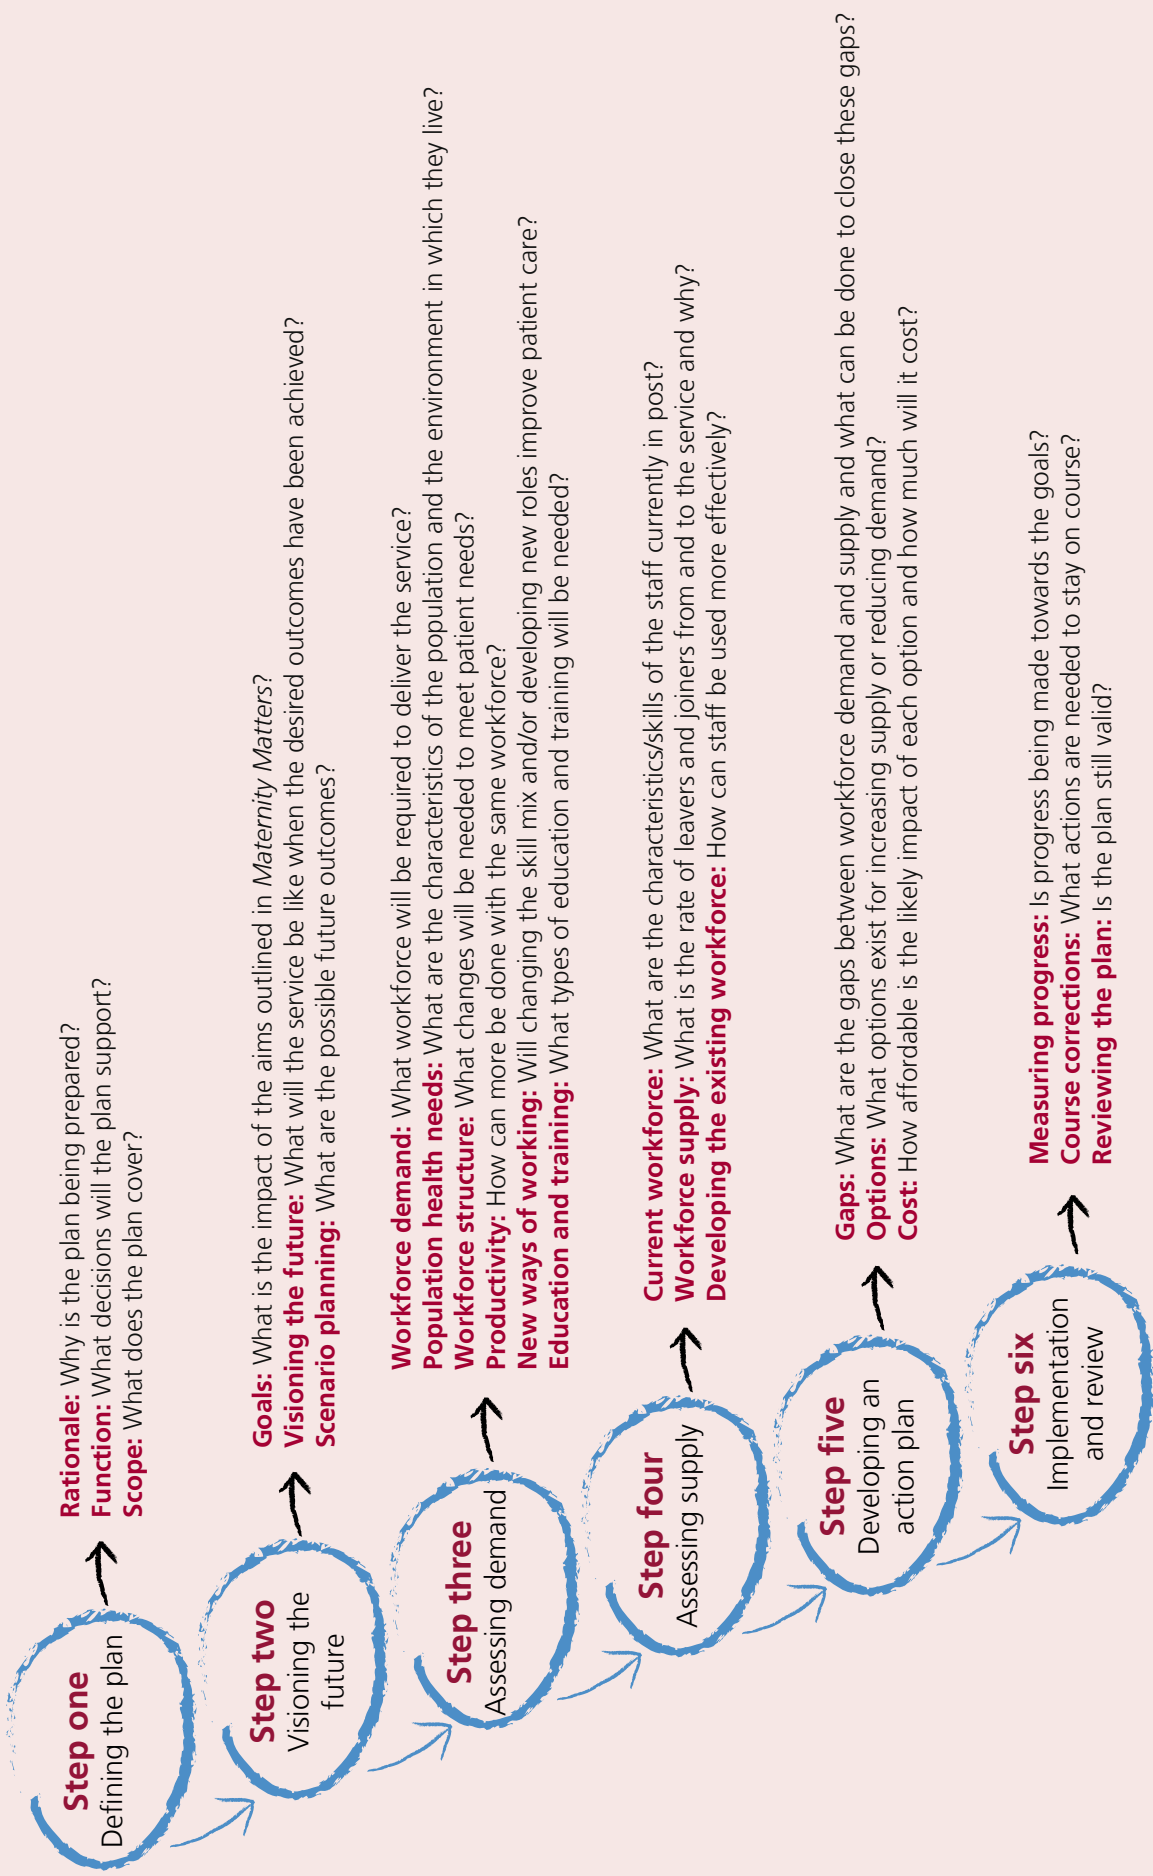 Step one
Defining the plan
Rationale: Why is the plan being prepared?
Function: What decisions will the plan support?
Scope: What does the plan cover?
Step two
Visioning the
future
Goals: What is the impact of the aims outlined in Maternity Matters?
Visioning the future: What will the service be like when the desired outcomes have been achieved?
Scenario planning: What are the possible future outcomes?
Step three
Assessing demand
Workforce demand: What workforce will be required to deliver the service?
Population health needs: What are the characteristics of the population and the environment in which they live?
Workforce structure: What changes will be needed to meet patient needs?
Productivity: How can more be done with the same workforce?
New ways of working: Will changing the skill mix and/or developing new roles improve patient care?
Education and training: What types of education and training will be needed?
Step four
Assessing supply
Current workforce: What are the characteristics/skills of the staff currently in post?
Workforce supply: What is the rate of leavers and joiners from and to the service and why?
Developing the existing workforce: How can staff be used more effectively?
Step five
Developing an
action plan
Gaps: What are the gaps between workforce demand and supply and what can be done to close these gaps?
Options: What options exist for increasing supply or reducing demand?
Cost: How affordable is the likely impact of each option and how much will it cost?
Step six
Implementation
and review
Measuring progress: Is progress being made towards the goals?
Course corrections: What actions are needed to stay on course?
Reviewing the plan: Is the plan still valid?